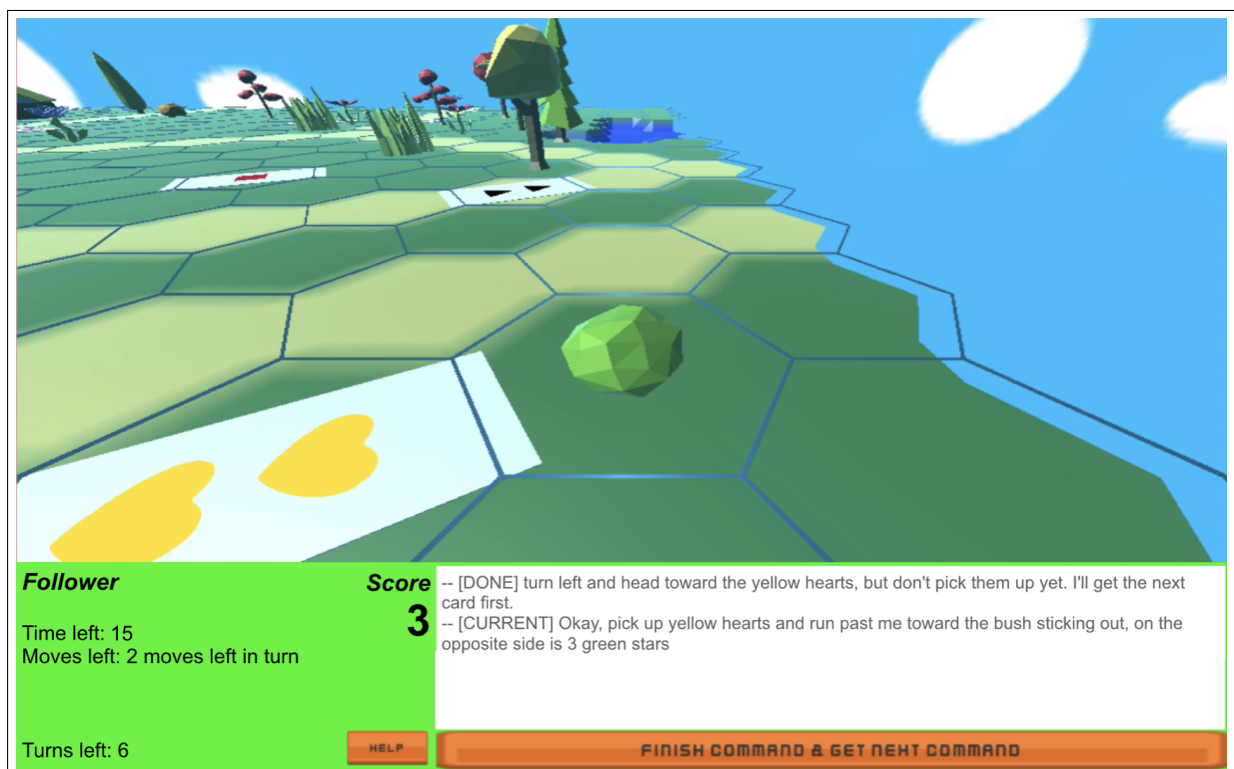 Follower
Score
3
Time left: 15
Moves left: 2 moves left in turn
Turns left: 6
HELP
-- [DONE] turn left and head toward the yellow hearts, but don't pick them up yet. I'll get the next
card first.
-- [CURRENT] Okay, pick up yellow hearts and run past me toward the bush sticking out, on the
opposite side is 3 green stars
FINISH COMMAND & GET NEXT COMMAND